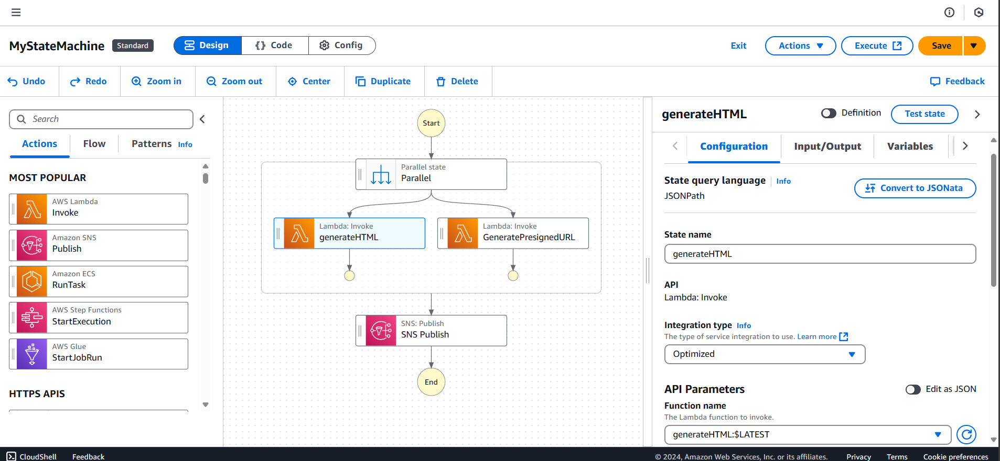 MyStateMachine
Standard
Design
Code
Config
Exit
Actions
Execute
Save
Undo
Redo
Zoom in
Zoom out
Center
Duplicate
Delete
Feedback
Search
Actions
Flow
Patterns
Info
MOST POPULAR
AWS Lambda
Invoke
Amazon SNS
Publish
Amazon ECS
RunTask
AWS Step Functions
StartExecution
AWS Glue
StartJobRun
HTTPS APIS
Start
Parallel state
Parallel
Lambda: Invoke
generateHTML
Lambda: Invoke
GeneratePresignedURL
SNS: Publish
SNS Publish
End
generateHTML
Definition
Test state
Configuration
Input/Output
Variables
State query language
Info
JSONPath
Convert to JSONata
State name
generateHTML
API
Lambda: Invoke
Integration type
Info
The type of service integration to use. Learn more
Optimized
API Parameters
Edit as JSON
Function name
The Lambda function to invoke.
generateHTML:$LATEST
CloudShell
Feedback
© 2024, Amazon Web Services, Inc. or its affiliates.
Privacy
Terms
Cookie preferences